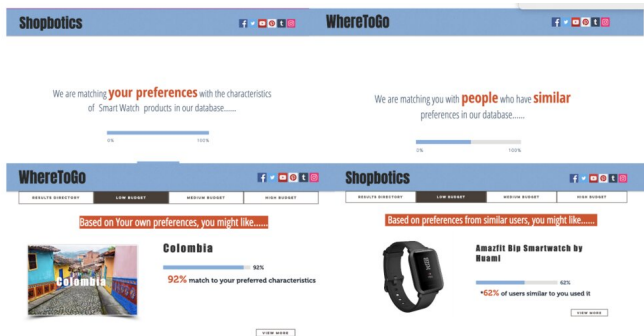 Shopbotics
We are matching your preferences with the characteristics
of Smart Watch products in our database......
0% 100%
WhereToGo
We are matching you with people who have similar
preferences in our database......
0% 100%
WhereToGo
RESULTS DIRECTORY LOW BUDGET MEDIUM BUDGET HIGH BUDGET
Based on Your own preferences, you might like......
Colombia
Colombia
92%
92% match to your preferred characteristics
VIEW MORE
Shopbotics
RESULTS DIRECTORY LOW BUDGET MEDIUM BUDGET HIGH BUDGET
Based on preferences from similar users, you might like......
Amazfit Bip Smartwatch by
Huami
62%
62% of users similar to you used it
VIEW MORE